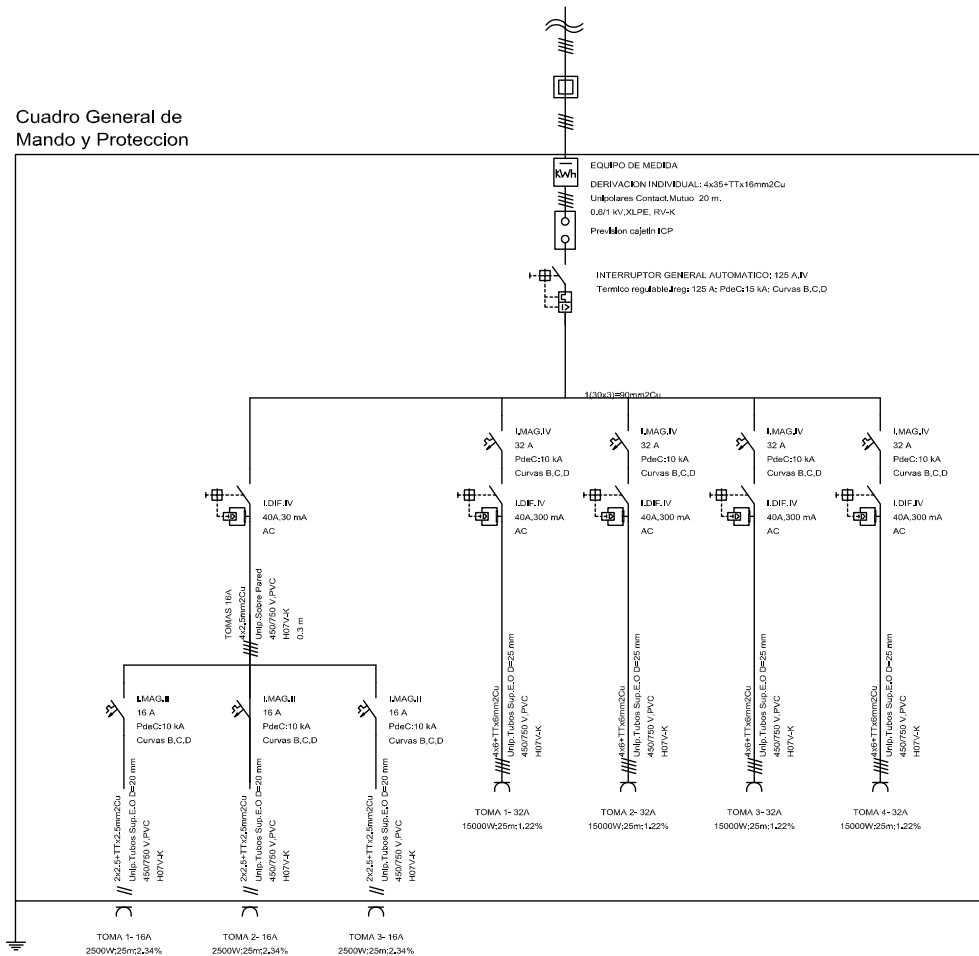 Cuadro General de
Mando y Proteccion
KWh
EQUIPO DE MEDIDA
DERIVACION INDIVIDUAL: 4x35+TTx16mm2Cu
Unipolares Contact.Mutuo 20 m.
0.6/1 kV,XLPE, RV-K
Prevision cajetin ICP
INTERRUPTOR GENERAL AUTOMATICO; 125 A,IV
Termico regulable.Ireg: 125 A; PdeC:15 kA; Curvas B,C,D
1(30x3)=90mm2Cu
I.MAG.IV
32 A
PdeC:10 kA
Curvas B,C,D
I.MAG.IV
32 A
PdeC:10 kA
Curvas B,C,D
I.MAG.IV
32 A
PdeC:10 kA
Curvas B,C,D
I.MAG.IV
32 A
PdeC:10 kA
Curvas B,C,D
I.DIF.IV
40A,30 mA
AC
I.DIF.IV
40A,300 mA
AC
I.DIF.IV
40A,300 mA
AC
I.DIF.IV
40A,300 mA
AC
I.DIF.IV
40A,300 mA
AC
TOMAS 16A
4x2.5mm2Cu
Unip.Sobre Pared
450/750 V,PVC
H07V-K
0.3 m
I.MAG.II
16 A
PdeC:10 kA
Curvas B,C,D
I.MAG.II
16 A
PdeC:10 kA
Curvas B,C,D
I.MAG.II
16 A
PdeC:10 kA
Curvas B,C,D
4x6+TTx6mm2Cu
Unip.Tubos Sup.E.O D=25 mm
450/750 V,PVC
H07V-K
4x6+TTx6mm2Cu
Unip.Tubos Sup.E.O D=25 mm
450/750 V,PVC
H07V-K
4x6+TTx6mm2Cu
Unip.Tubos Sup.E.O D=25 mm
450/750 V,PVC
H07V-K
4x6+TTx6mm2Cu
Unip.Tubos Sup.E.O D=25 mm
450/750 V,PVC
H07V-K
TOMA 1- 32A
15000W;25m;1.22%
TOMA 2- 32A
15000W;25m;1.22%
TOMA 3- 32A
15000W;25m;1.22%
TOMA 4- 32A
15000W;25m;1.22%
2x2.5+TTx2.5mm2Cu
Unip.Tubos Sup.E.O D=20 mm
450/750 V,PVC
H07V-K
2x2.5+TTx2.5mm2Cu
Unip.Tubos Sup.E.O D=20 mm
450/750 V,PVC
H07V-K
2x2.5+TTx2.5mm2Cu
Unip.Tubos Sup.E.O D=20 mm
450/750 V,PVC
H07V-K
TOMA 1- 16A
2500W;25m;2.34%
TOMA 2- 16A
2500W;25m;2.34%
TOMA 3- 16A
2500W;25m;2.34%